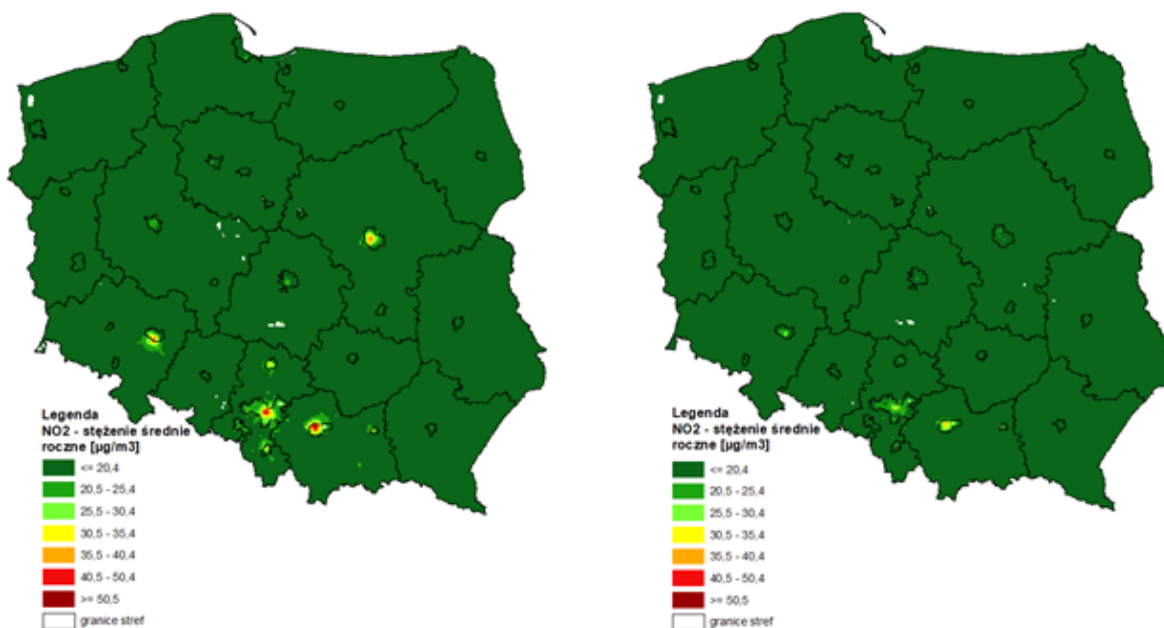 Legenda
NO2 - stężenie średnie
roczne [µg/m3]
<= 20,4
20,5 - 25,4
25,5 - 30,4
30,5 - 35,4
35,5 - 40,4
40,5 - 50,4
>= 50,5
granice stref
Legenda
NO2 - stężenie średnie
roczne [µg/m3]
<= 20,4
20,5 - 25,4
25,5 - 30,4
30,5 - 35,4
35,5 - 40,4
40,5 - 50,4
>= 50,5
granice stref